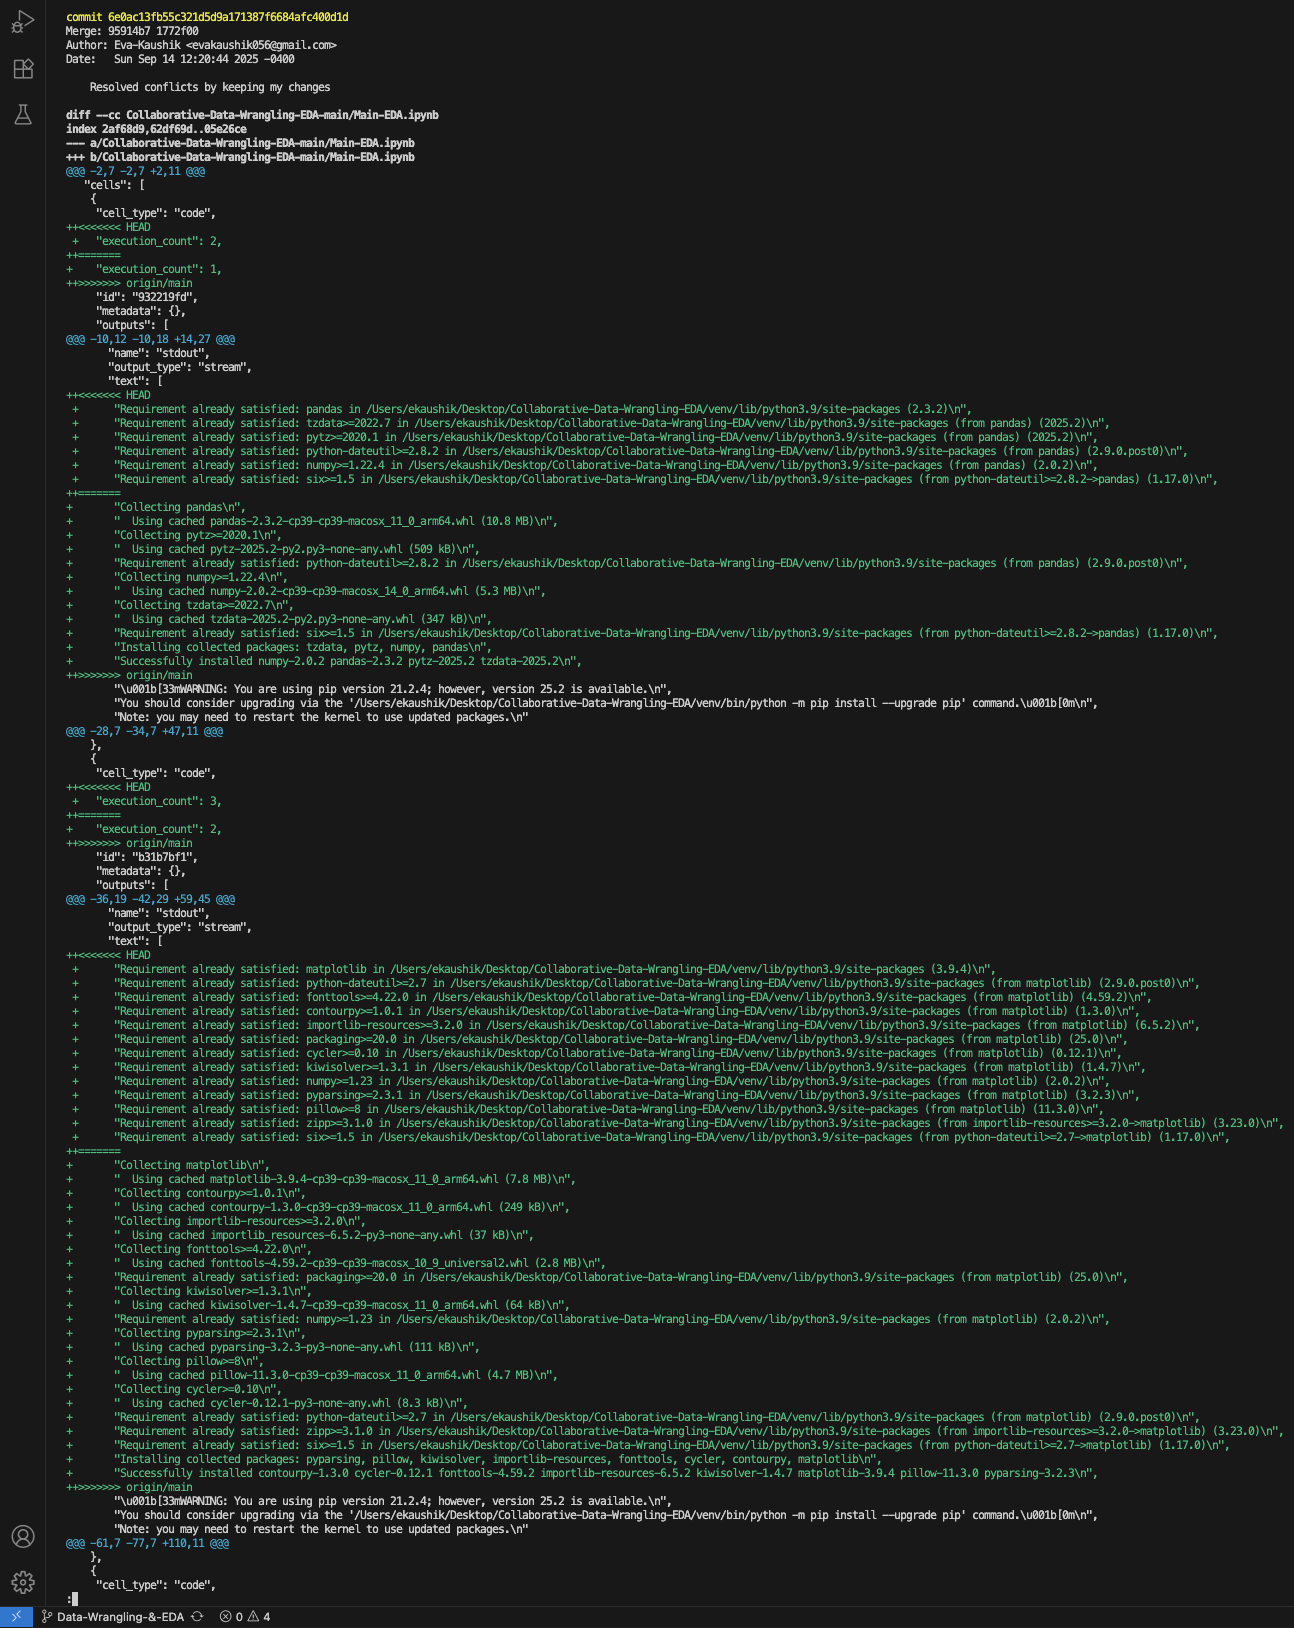 commit 6e0ac13fb55c321d5d9a171387f6684afc400d1d
Merge: 95914b7 1772f00
Author: Eva-Kaushik <evakaushik056@gmail.com>
Date:   Sun Sep 14 12:20:44 2025 -0400
    Resolved conflicts by keeping my changes
diff --cc Collaborative-Data-Wrangling-EDA-main/Main-EDA.ipynb
index 2af68d9,62df69d..05e26ce
--- a/Collaborative-Data-Wrangling-EDA-main/Main-EDA.ipynb
+++ b/Collaborative-Data-Wrangling-EDA-main/Main-EDA.ipynb
@@@ -2,7 -2,7 +2,11 @@@
   "cells": [
    {
     "cell_type": "code",
++<<<<<<< HEAD
 +   "execution_count": 2,
++=======
+    "execution_count": 1,
++>>>>>>> origin/main
     "id": "932219fd",
     "metadata": {},
     "outputs": [
@@@ -10,12 -10,18 +14,27 @@@
       "name": "stdout",
       "output_type": "stream",
       "text": [
++<<<<<<< HEAD
 +      "Requirement already satisfied: pandas in /Users/ekaushik/Desktop/Collaborative-Data-Wrangling-EDA/venv/lib/python3.9/site-packages (2.3.2)\n",
 +      "Requirement already satisfied: tzdata>=2022.7 in /Users/ekaushik/Desktop/Collaborative-Data-Wrangling-EDA/venv/lib/python3.9/site-packages (from pandas) (2025.2)\n",
 +      "Requirement already satisfied: pytz>=2020.1 in /Users/ekaushik/Desktop/Collaborative-Data-Wrangling-EDA/venv/lib/python3.9/site-packages (from pandas) (2025.2)\n",
 +      "Requirement already satisfied: python-dateutil>=2.8.2 in /Users/ekaushik/Desktop/Collaborative-Data-Wrangling-EDA/venv/lib/python3.9/site-packages (from pandas) (2.9.0.post0)\n",
 +      "Requirement already satisfied: numpy>=1.22.4 in /Users/ekaushik/Desktop/Collaborative-Data-Wrangling-EDA/venv/lib/python3.9/site-packages (from pandas) (2.0.2)\n",
 +      "Requirement already satisfied: six>=1.5 in /Users/ekaushik/Desktop/Collaborative-Data-Wrangling-EDA/venv/lib/python3.9/site-packages (from python-dateutil>=2.8.2->pandas) (1.17.0)\n",
++=======
+       "Collecting pandas\n",
+       "  Using cached pandas-2.3.2-cp39-cp39-macosx_11_0_arm64.whl (10.8 MB)\n",
+       "Collecting pytz>=2020.1\n",
+       "  Using cached pytz-2025.2-py2.py3-none-any.whl (509 kB)\n",
+       "Requirement already satisfied: python-dateutil>=2.8.2 in /Users/ekaushik/Desktop/Collaborative-Data-Wrangling-EDA/venv/lib/python3.9/site-packages (from pandas) (2.9.0.post0)\n",
+       "Collecting numpy>=1.22.4\n",
+       "  Using cached numpy-2.0.2-cp39-cp39-macosx_14_0_arm64.whl (5.3 MB)\n",
+       "Collecting tzdata>=2022.7\n",
+       "  Using cached tzdata-2025.2-py2.py3-none-any.whl (347 kB)\n",
+       "Requirement already satisfied: six>=1.5 in /Users/ekaushik/Desktop/Collaborative-Data-Wrangling-EDA/venv/lib/python3.9/site-packages (from python-dateutil>=2.8.2->pandas) (1.17.0)\n",
+       "Installing collected packages: tzdata, pytz, numpy, pandas\n",
+       "Successfully installed numpy-2.0.2 pandas-2.3.2 pytz-2025.2 tzdata-2025.2\n",
++>>>>>>> origin/main
        "\u001b[33mWARNING: You are using pip version 21.2.4; however, version 25.2 is available.\n",
        "You should consider upgrading via the '/Users/ekaushik/Desktop/Collaborative-Data-Wrangling-EDA/venv/bin/python -m pip install --upgrade pip' command.\u001b[0m\n",
        "Note: you may need to restart the kernel to use updated packages.\n"
@@@ -28,7 -34,7 +47,11 @@@
    },
    {
     "cell_type": "code",
++<<<<<<< HEAD
 +   "execution_count": 3,
++=======
+    "execution_count": 2,
++>>>>>>> origin/main
     "id": "b31b7bf1",
     "metadata": {},
     "outputs": [
@@@ -36,19 -42,29 +59,45 @@@
       "name": "stdout",
       "output_type": "stream",
       "text": [
++<<<<<<< HEAD
 +      "Requirement already satisfied: matplotlib in /Users/ekaushik/Desktop/Collaborative-Data-Wrangling-EDA/venv/lib/python3.9/site-packages (3.9.4)\n",
 +      "Requirement already satisfied: python-dateutil>=2.7 in /Users/ekaushik/Desktop/Collaborative-Data-Wrangling-EDA/venv/lib/python3.9/site-packages (from matplotlib) (2.9.0.post0)\n",
 +      "Requirement already satisfied: fonttools>=4.22.0 in /Users/ekaushik/Desktop/Collaborative-Data-Wrangling-EDA/venv/lib/python3.9/site-packages (from matplotlib) (4.59.2)\n",
 +      "Requirement already satisfied: contourpy>=1.0.1 in /Users/ekaushik/Desktop/Collaborative-Data-Wrangling-EDA/venv/lib/python3.9/site-packages (from matplotlib) (1.3.0)\n",
 +      "Requirement already satisfied: importlib-resources>=3.2.0 in /Users/ekaushik/Desktop/Collaborative-Data-Wrangling-EDA/venv/lib/python3.9/site-packages (from matplotlib) (6.5.2)\n",
 +      "Requirement already satisfied: packaging>=20.0 in /Users/ekaushik/Desktop/Collaborative-Data-Wrangling-EDA/venv/lib/python3.9/site-packages (from matplotlib) (25.0)\n",
 +      "Requirement already satisfied: cycler>=0.10 in /Users/ekaushik/Desktop/Collaborative-Data-Wrangling-EDA/venv/lib/python3.9/site-packages (from matplotlib) (0.12.1)\n",
 +      "Requirement already satisfied: kiwisolver>=1.3.1 in /Users/ekaushik/Desktop/Collaborative-Data-Wrangling-EDA/venv/lib/python3.9/site-packages (from matplotlib) (1.4.7)\n",
 +      "Requirement already satisfied: numpy>=1.23 in /Users/ekaushik/Desktop/Collaborative-Data-Wrangling-EDA/venv/lib/python3.9/site-packages (from matplotlib) (2.0.2)\n",
 +      "Requirement already satisfied: pyparsing>=2.3.1 in /Users/ekaushik/Desktop/Collaborative-Data-Wrangling-EDA/venv/lib/python3.9/site-packages (from matplotlib) (3.2.3)\n",
 +      "Requirement already satisfied: pillow>=8 in /Users/ekaushik/Desktop/Collaborative-Data-Wrangling-EDA/venv/lib/python3.9/site-packages (from matplotlib) (11.3.0)\n",
 +      "Requirement already satisfied: zipp>=3.1.0 in /Users/ekaushik/Desktop/Collaborative-Data-Wrangling-EDA/venv/lib/python3.9/site-packages (from importlib-resources>=3.2.0->matplotlib) (3.23.0)\n",
 +      "Requirement already satisfied: six>=1.5 in /Users/ekaushik/Desktop/Collaborative-Data-Wrangling-EDA/venv/lib/python3.9/site-packages (from python-dateutil>=2.7->matplotlib) (1.17.0)\n",
++=======
+       "Collecting matplotlib\n",
+       "  Using cached matplotlib-3.9.4-cp39-cp39-macosx_11_0_arm64.whl (7.8 MB)\n",
+       "Collecting contourpy>=1.0.1\n",
+       "  Using cached contourpy-1.3.0-cp39-cp39-macosx_11_0_arm64.whl (249 kB)\n",
+       "Collecting importlib-resources>=3.2.0\n",
+       "  Using cached importlib_resources-6.5.2-py3-none-any.whl (37 kB)\n",
+       "Collecting fonttools>=4.22.0\n",
+       "  Using cached fonttools-4.59.2-cp39-cp39-macosx_10_9_universal2.whl (2.8 MB)\n",
+       "Requirement already satisfied: packaging>=20.0 in /Users/ekaushik/Desktop/Collaborative-Data-Wrangling-EDA/venv/lib/python3.9/site-packages (from matplotlib) (25.0)\n",
+       "Collecting kiwisolver>=1.3.1\n",
+       "  Using cached kiwisolver-1.4.7-cp39-cp39-macosx_11_0_arm64.whl (64 kB)\n",
+       "Requirement already satisfied: numpy>=1.23 in /Users/ekaushik/Desktop/Collaborative-Data-Wrangling-EDA/venv/lib/python3.9/site-packages (from matplotlib) (2.0.2)\n",
+       "Collecting pyparsing>=2.3.1\n",
+       "  Using cached pyparsing-3.2.3-py3-none-any.whl (111 kB)\n",
+       "Collecting pillow>=8\n",
+       "  Using cached pillow-11.3.0-cp39-cp39-macosx_11_0_arm64.whl (4.7 MB)\n",
+       "Collecting cycler>=0.10\n",
+       "  Using cached cycler-0.12.1-py3-none-any.whl (8.3 kB)\n",
+       "Requirement already satisfied: python-dateutil>=2.7 in /Users/ekaushik/Desktop/Collaborative-Data-Wrangling-EDA/venv/lib/python3.9/site-packages (from matplotlib) (2.9.0.post0)\n",
+       "Requirement already satisfied: zipp>=3.1.0 in /Users/ekaushik/Desktop/Collaborative-Data-Wrangling-EDA/venv/lib/python3.9/site-packages (from importlib-resources>=3.2.0->matplotlib) (3.23.0)\n",
+       "Requirement already satisfied: six>=1.5 in /Users/ekaushik/Desktop/Collaborative-Data-Wrangling-EDA/venv/lib/python3.9/site-packages (from python-dateutil>=2.7->matplotlib) (1.17.0)\n",
+       "Installing collected packages: pyparsing, pillow, kiwisolver, importlib-resources, fonttools, cycler, contourpy, matplotlib\n",
+       "Successfully installed contourpy-1.3.0 cycler-0.12.1 fonttools-4.59.2 importlib-resources-6.5.2 kiwisolver-1.4.7 matplotlib-3.9.4 pillow-11.3.0 pyparsing-3.2.3\n",
++>>>>>>> origin/main
        "\u001b[33mWARNING: You are using pip version 21.2.4; however, version 25.2 is available.\n",
        "You should consider upgrading via the '/Users/ekaushik/Desktop/Collaborative-Data-Wrangling-EDA/venv/bin/python -m pip install --upgrade pip' command.\u001b[0m\n",
        "Note: you may need to restart the kernel to use updated packages.\n"
@@@ -61,7 -77,7 +110,11 @@@
    },
    {
     "cell_type": "code",
:
Data-Wrangling-&-EDA 0 4